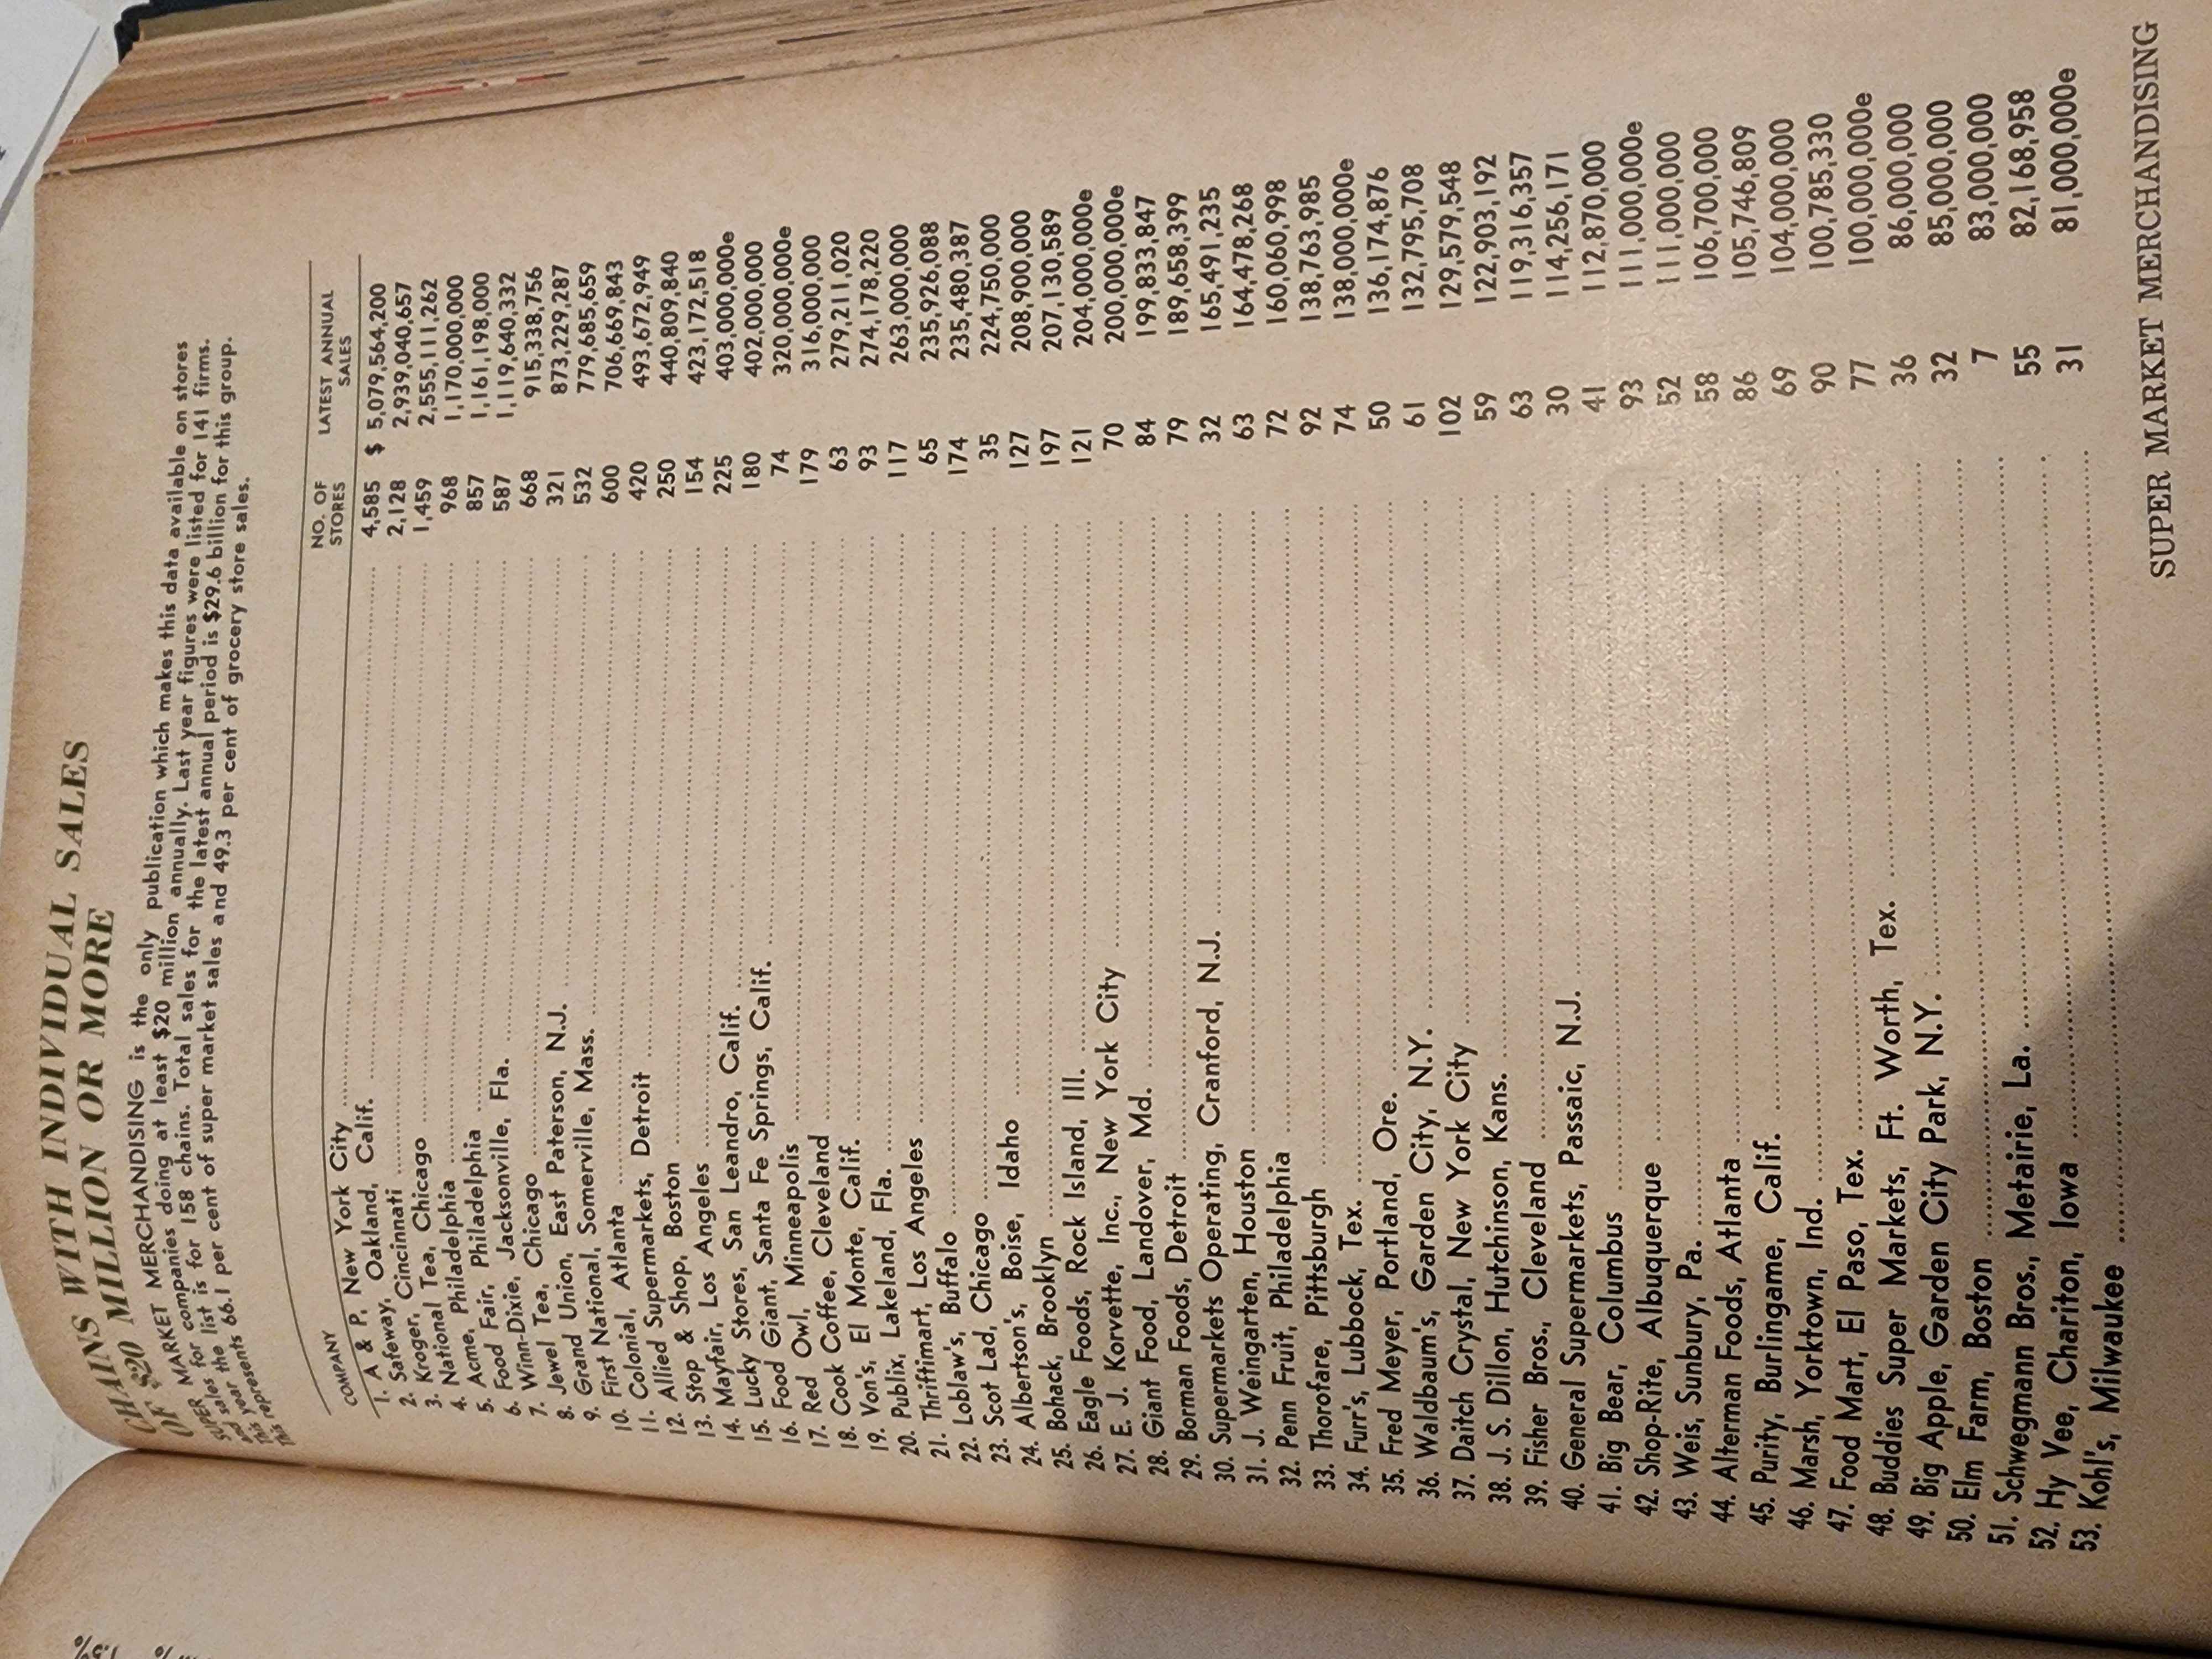 CHAINS WITH INDIVIDUAL SALES
OF $20 MILLION OR MORE
SUPER MARKET MERCHANDISING is the only publication which makes this data available on stores
and sales for companies doing at least $20 million annually. Last year figures were listed for 141 firms.
This year the list is for 158 chains. Total sales for the latest annual period is $29.6 billion for this group.
This represents 66.1 per cent of super market sales and 49.3 per cent of grocery store sales.
COMPANY NO. OF STORES LATEST ANNUAL SALES
1. A & P, New York City 4,585 $ 5,079,564,200
2. Safeway, Oakland, Calif. 2,128 2,939,040,657
3. Kroger, Cincinnati 1,459 2,555,111,262
4. National Tea, Chicago 968 1,170,000,000
5. Acme, Philadelphia 857 1,161,198,000
6. Food Fair, Philadelphia 587 1,119,640,332
7. Winn-Dixie, Jacksonville, Fla. 668 915,338,756
8. Jewel Tea, Chicago 321 873,229,287
9. Grand Union, East Paterson, N.J. 532 779,685,659
10. First National, Somerville, Mass. 600 706,669,843
11. Colonial, Atlanta 420 493,672,949
12. Allied Supermarkets, Detroit 250 440,809,840
13. Stop & Shop, Boston 154 423,172,518
14. Mayfair, Los Angeles 225 403,000,000e
15. Lucky Stores, San Leandro, Calif. 180 402,000,000
16. Food Giant, Santa Fe Springs, Calif. 74 320,000,000e
17. Red Owl, Minneapolis 179 316,000,000
18. Cook Coffee, Cleveland 63 279,211,020
19. Von's, El Monte, Calif. 93 274,178,220
20. Publix, Lakeland, Fla. 117 263,000,000
21. Thriftimart, Los Angeles 65 235,926,088
22. Loblaw's, Buffalo 174 235,480,387
23. Scot Lad, Chicago 35 224,750,000
24. Albertson's, Boise, Idaho 127 208,900,000
25. Bohack, Brooklyn 197 207,130,589
26. Eagle Foods, Rock Island, Ill. 121 204,000,000e
27. E. J. Korvette, Inc., New York City 70 200,000,000e
28. Giant Food, Landover, Md. 84 199,833,847
29. Borman Foods, Detroit 79 189,658,399
30. Supermarkets Operating, Cranford, N.J. 32 165,491,235
31. J. Weingarten, Houston 63 164,478,268
32. Penn Fruit, Philadelphia 72 160,060,998
33. Thorofare, Pittsburgh 92 138,763,985
34. Furr's, Lubbock, Tex. 74 138,000,000e
35. Fred Meyer, Portland, Ore. 50 136,174,876
36. Waldbaum's, Garden City, N.Y. 61 132,795,708
37. Daitch Crystal, New York City 102 129,579,548
38. J. S. Dillon, Hutchinson, Kans. 59 122,903,192
39. Fisher Bros., Cleveland 63 119,316,357
40. General Supermarkets, Passaic, N.J. 30 114,256,171
41. Big Bear, Columbus 41 112,870,000
42. Shop-Rite, Albuquerque 93 111,000,000e
43. Weis, Sunbury, Pa. 52 111,000,000
44. Alterman Foods, Atlanta 58 106,700,000
45. Purity, Burlingame, Calif. 86 105,746,809
46. Marsh, Yorktown, Ind. 69 104,000,000
47. Food Mart, El Paso, Tex. 90 100,785,330
48. Buddies Super Markets, Ft. Worth, Tex. 77 100,000,000e
49. Big Apple, Garden City Park, N.Y. 36 86,000,000
50. Elm Farm, Boston 32 85,000,000
51. Schwegmann Bros., Metairie, La. 7 83,000,000
52. Hy Vee, Chariton, Iowa 55 82,168,958
53. Kohl's, Milwaukee 31 81,000,000e
SUPER MARKET MERCHANDISING